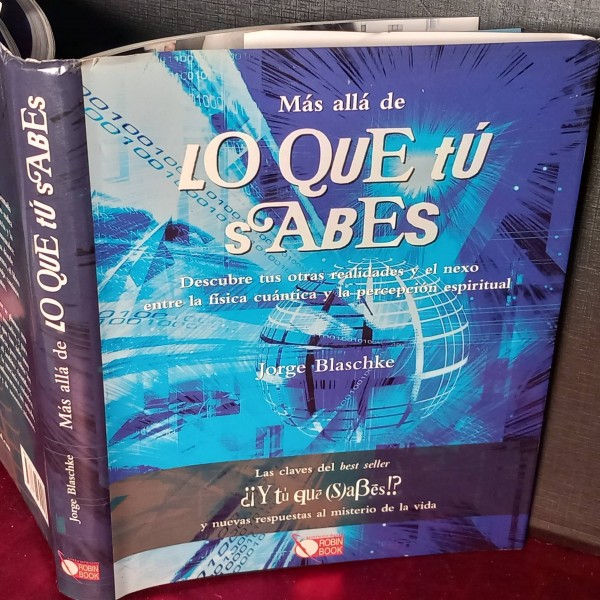 Más allá de
LO QUE tÚ
sABEs
Descubre tus otras realidades y el nexo
entre la física cuántica y la percepción espiritual
Jorge Blaschke
Las claves del best seller
¿¡Y tú quē (S)aβēs!?
y nuevas respuestas al misterio de la vida
ROBIN
BOOK
Jorge Blaschke Más allá de LO QUE tÚ sABEs
ROBIN
BOOK